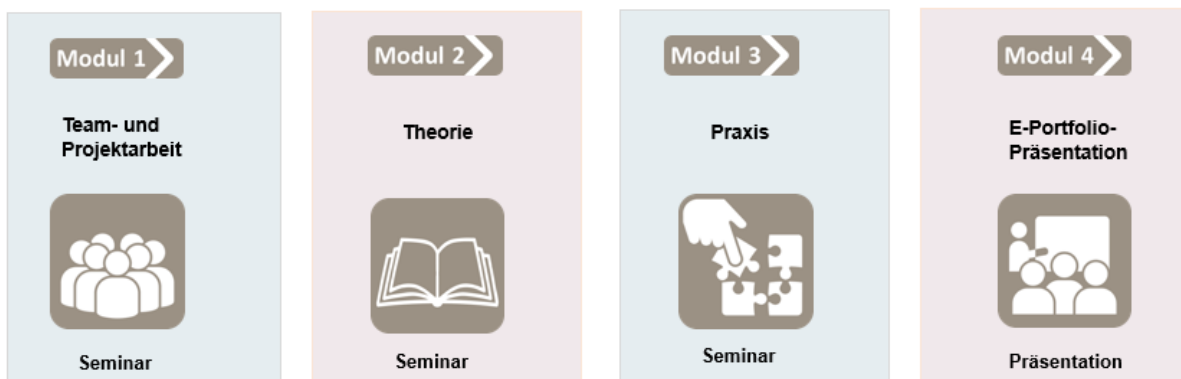 Modul 1
Modul 2
Modul 3
Modul 4
Team- und
Projektarbeit
Theorie
Praxis
E-Portfolio-
Präsentation
Seminar
Seminar
Seminar
Präsentation